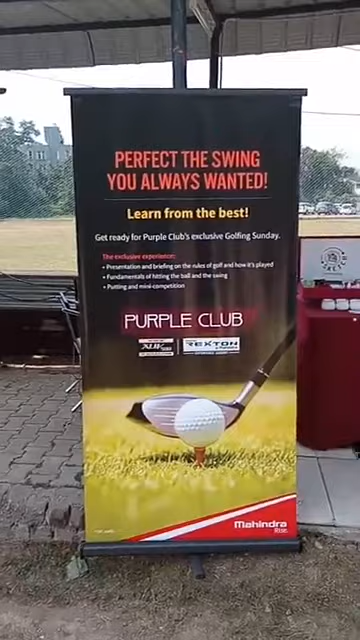 PERFECT THE SWING
YOU ALWAYS WANTED!
Learn from the best!
Get ready for Purple Club's exclusive Golfing Sunday.
The exclusive experience:
• Presentation and briefing on the rules of golf and how it's played
• Fundamentals of hitting the ball and the swing
• Putting and mini-competition
PURPLE CLUB
REXTON
Mahindra
Rise.